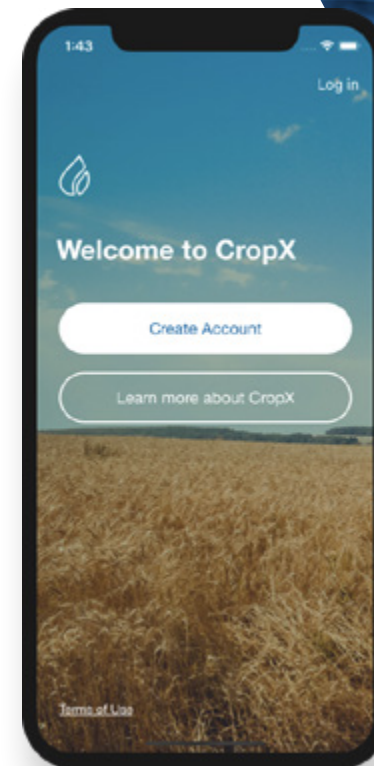 1:43
Log in
Welcome to CropX
Create Account
Learn more about CropX
Terms of Use